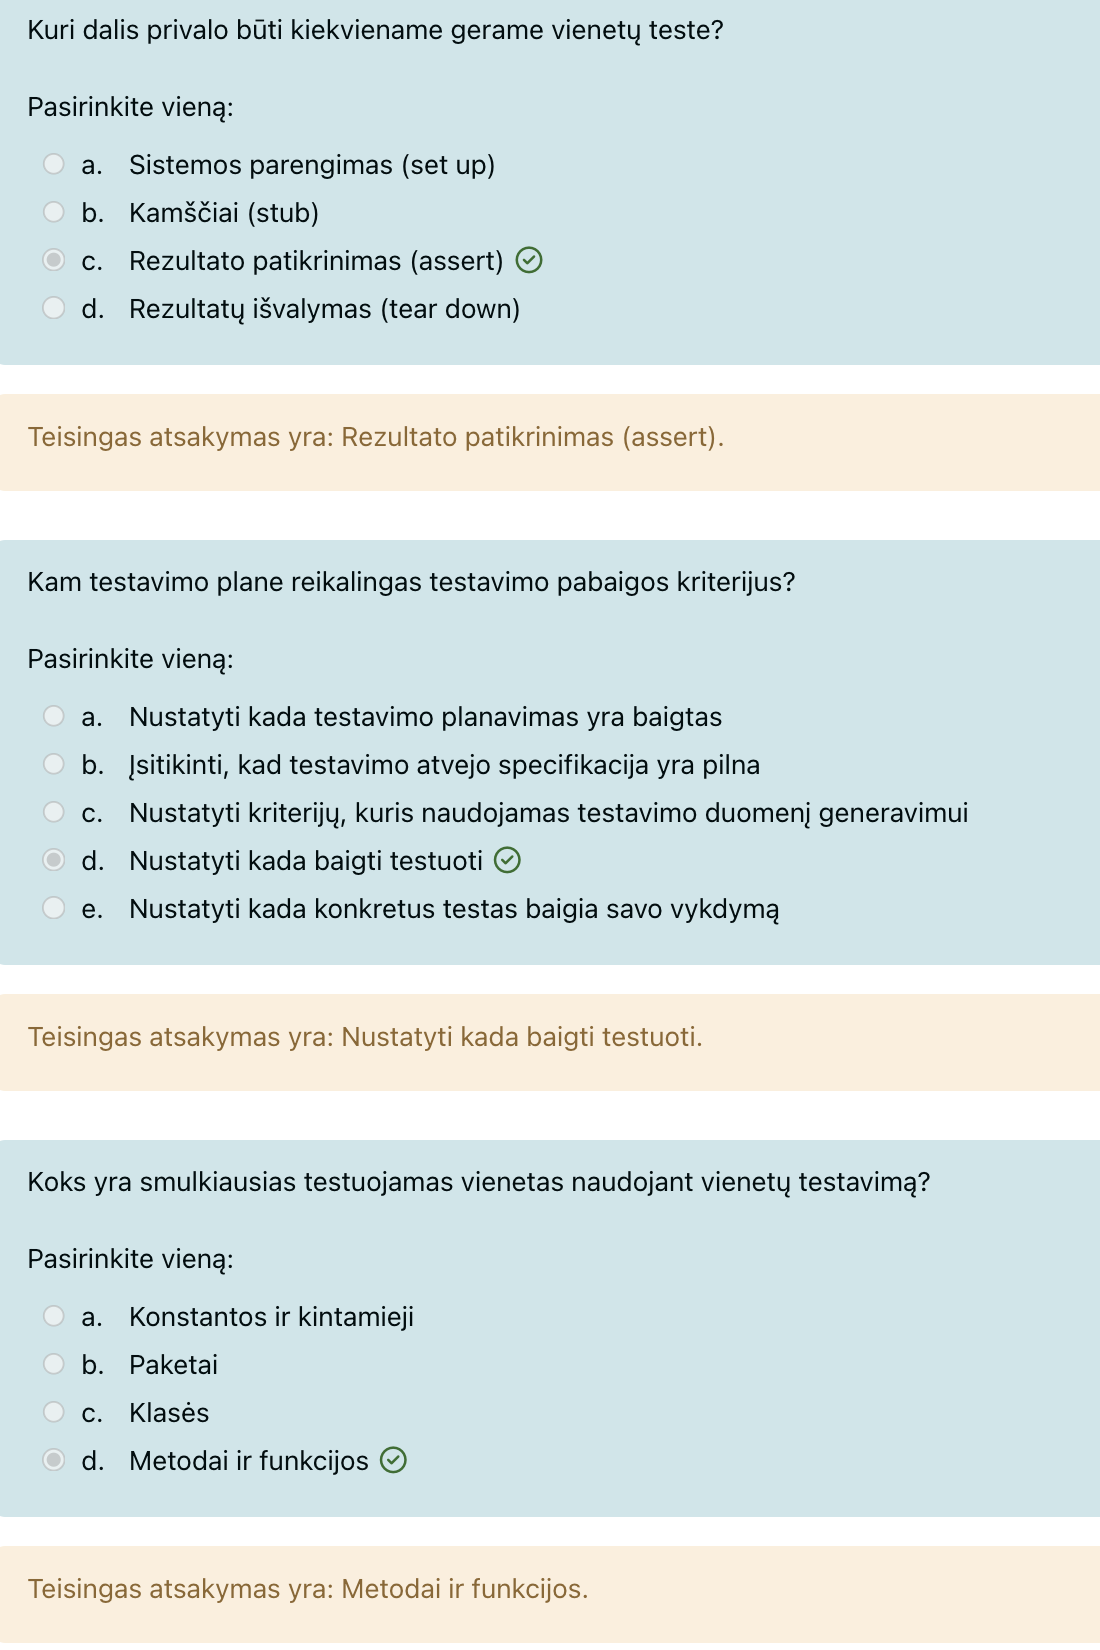 Kuri dalis privalo būti kiekviename gerame vienetų teste?
Pasirinkite vieną:
a. Sistemos parengimas (set up)
b. Kamščiai (stub)
c. Rezultato patikrinimas (assert)
d. Rezultatų išvalymas (tear down)
Teisingas atsakymas yra: Rezultato patikrinimas (assert).
Kam testavimo plane reikalingas testavimo pabaigos kriterijus?
Pasirinkite vieną:
a. Nustatyti kada testavimo planavimas yra baigtas
b. Įsitikinti, kad testavimo atvejo specifikacija yra pilna
c. Nustatyti kriterijų, kuris naudojamas testavimo duomenį generavimui
d. Nustatyti kada baigti testuoti
e. Nustatyti kada konkretus testas baigia savo vykdymą
Teisingas atsakymas yra: Nustatyti kada baigti testuoti.
Koks yra smulkiausias testuojamas vienetas naudojant vienetų testavimą?
Pasirinkite vieną:
a. Konstantos ir kintamieji
b. Paketai
c. Klasės
d. Metodai ir funkcijos
Teisingas atsakymas yra: Metodai ir funkcijos.